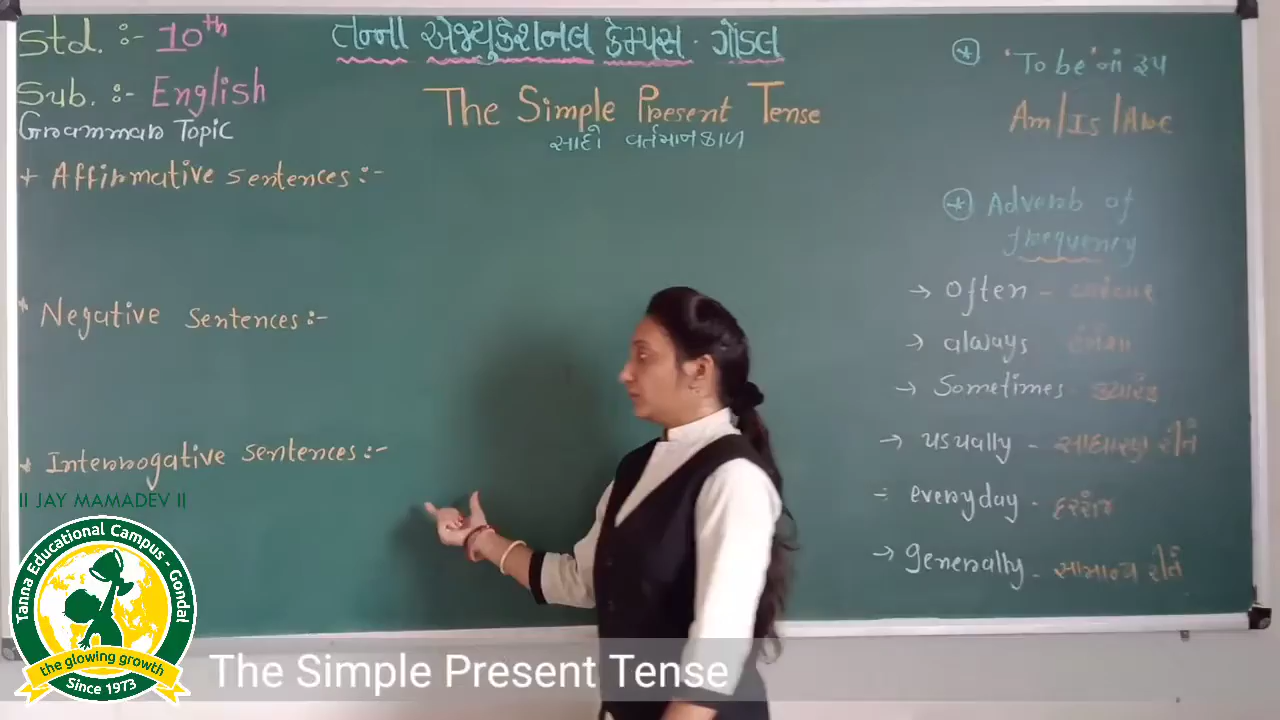 Std. :- 10th
Sub. :- English
Grammar Topic
તન્ના એજ્યુકેશનલ કેમ્પસ - ગોંડલ
The Simple Present Tense
સાદો વર્તમાનકાળ
+ Affirmative sentences :-
* Negative sentences :-
+ Interrogative sentences :-
* 'To be' નાં રૂપ
Am / Is / Are
* Adverb of
frequency
→ often -
→ always હંમેશા
→ Sometimes - ક્યારેક
→ usually - સાધારણ રીતે
- everyday - દરરોજ
→ generally - સામાન્ય રીતે
|| JAY MAMADEV ||
Tanna Educational Campus - Gondal
the glowing growth
Since 1973
The Simple Present Tense